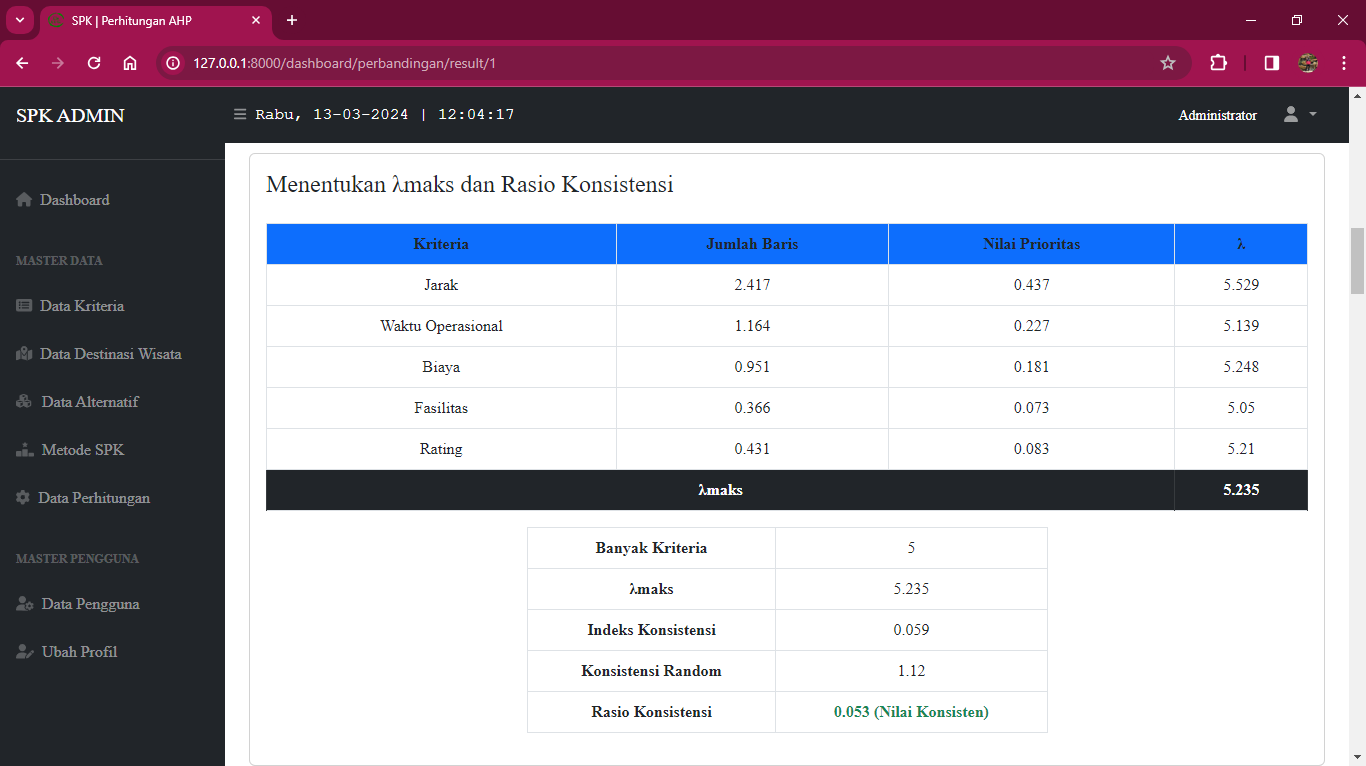 SPK | Perhitungan AHP
127.0.0.1:8000/dashboard/perbandingan/result/1
SPK ADMIN
Rabu, 13-03-2024 | 12:04:17
Administrator
Dashboard
MASTER DATA
Data Kriteria
Data Destinasi Wisata
Data Alternatif
Metode SPK
Data Perhitungan
MASTER PENGGUNA
Data Pengguna
Ubah Profil
Menentukan λmaks dan Rasio Konsistensi
Kriteria Jumlah Baris Nilai Prioritas λ
Jarak 2.417 0.437 5.529
Waktu Operasional 1.164 0.227 5.139
Biaya 0.951 0.181 5.248
Fasilitas 0.366 0.073 5.05
Rating 0.431 0.083 5.21
λmaks 5.235
Banyak Kriteria 5
λmaks 5.235
Indeks Konsistensi 0.059
Konsistensi Random 1.12
Rasio Konsistensi 0.053 (Nilai Konsisten)